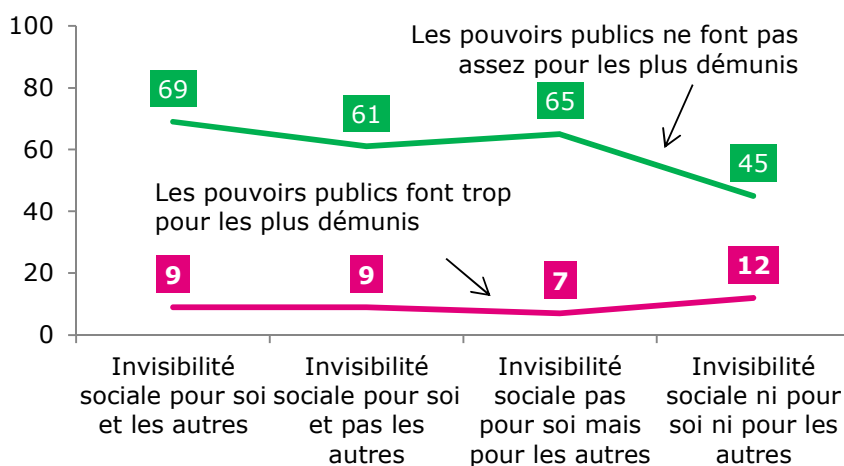 100
80
60
40
20
0
Les pouvoirs publics ne font pas
assez pour les plus démunis
69
61
65
45
Les pouvoirs publics font trop
pour les plus démunis
9
9
7
12
Invisibilité
sociale pour soi
et les autres
Invisibilité
sociale pour soi
et pas les
autres
Invisibilité
sociale pas
pour soi mais
pour les autres
Invisibilité
sociale ni pour
soi ni pour les
autres